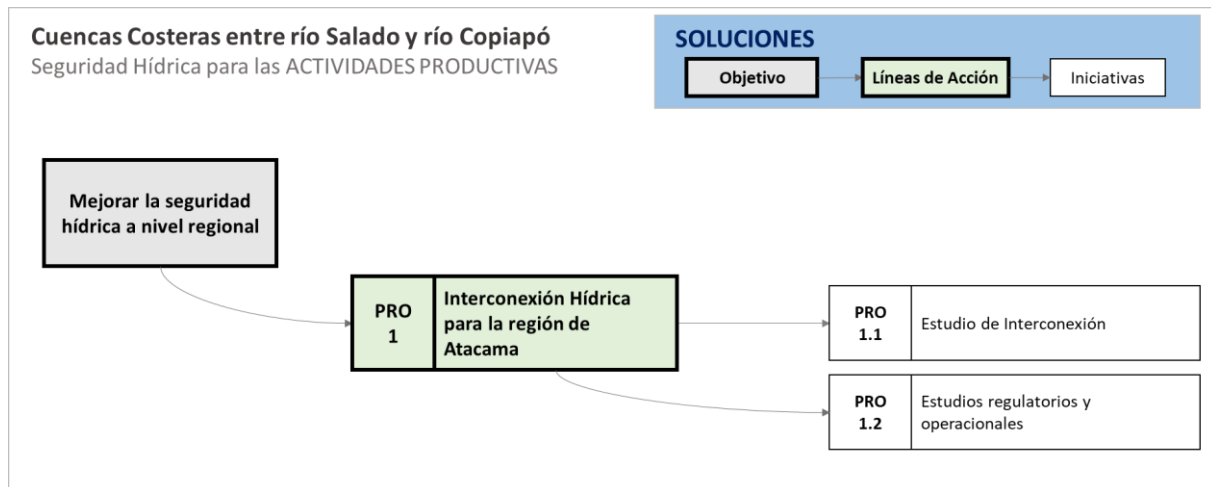 Cuencas Costeras entre río Salado y río Copiapó
Seguridad Hídrica para las ACTIVIDADES PRODUCTIVAS
SOLUCIONES
Objetivo
Líneas de Acción
Iniciativas
Mejorar la seguridad
hídrica a nivel regional
PRO
1
Interconexión Hídrica
para la región de
Atacama
PRO
1.1
Estudio de Interconexión
PRO
1.2
Estudios regulatorios y
operacionales